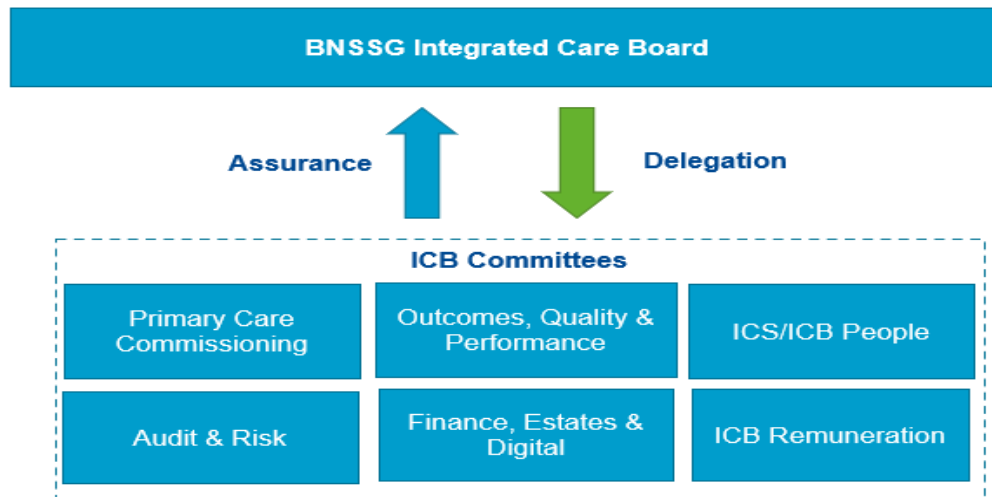 BNSSG Integrated Care Board
Assurance
Delegation
ICB Committees
Primary Care
Commissioning
Outcomes, Quality &
Performance
ICS/ICB People
Audit & Risk
Finance, Estates &
Digital
ICB Remuneration